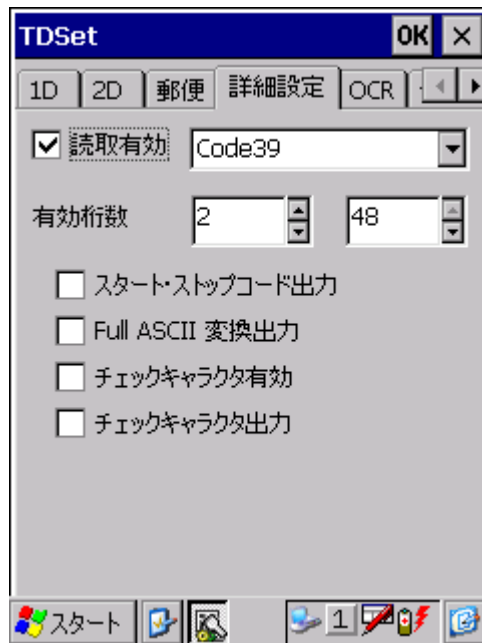 TDSet OK ×
1D 2D 郵便 詳細設定 OCR
読取有効 Code39
有効桁数 2 48
スタート・ストップコード出力
Full ASCII 変換出力
チェックキャラクタ有効
チェックキャラクタ出力
スタート 1